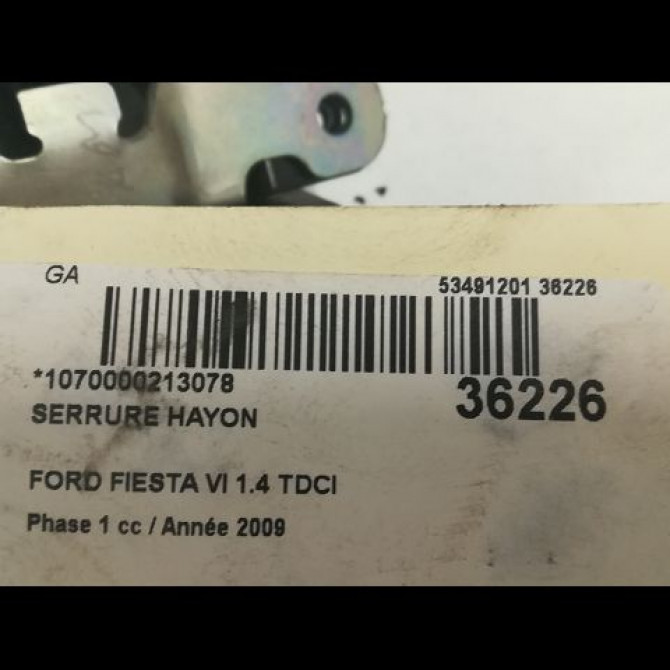 GA
53491201 36226
*1070000213078
36226
SERRURE HAYON
FORD FIESTA VI 1.4 TDCI
Phase 1 cc / Année 2009